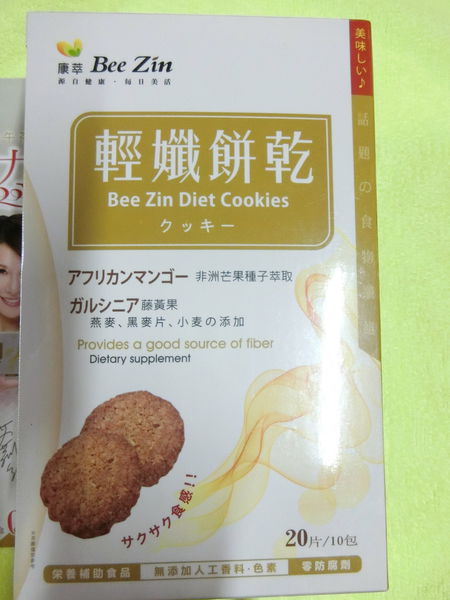 康萃 Bee Zin
源自健康・每日美活
美味しい♪
話題の食物纖維
輕孅餅乾
Bee Zin Diet Cookies
クッキー
アフリカンマンゴー 非洲芒果種子萃取
ガルシニア 藤黃果
燕麥、黑麥片、小麦の添加
Provides a good source of fiber
Dietary supplement
サクサク食感!!
20片/10包
栄養補助食品 無添加人工香料・色素 零防腐劑